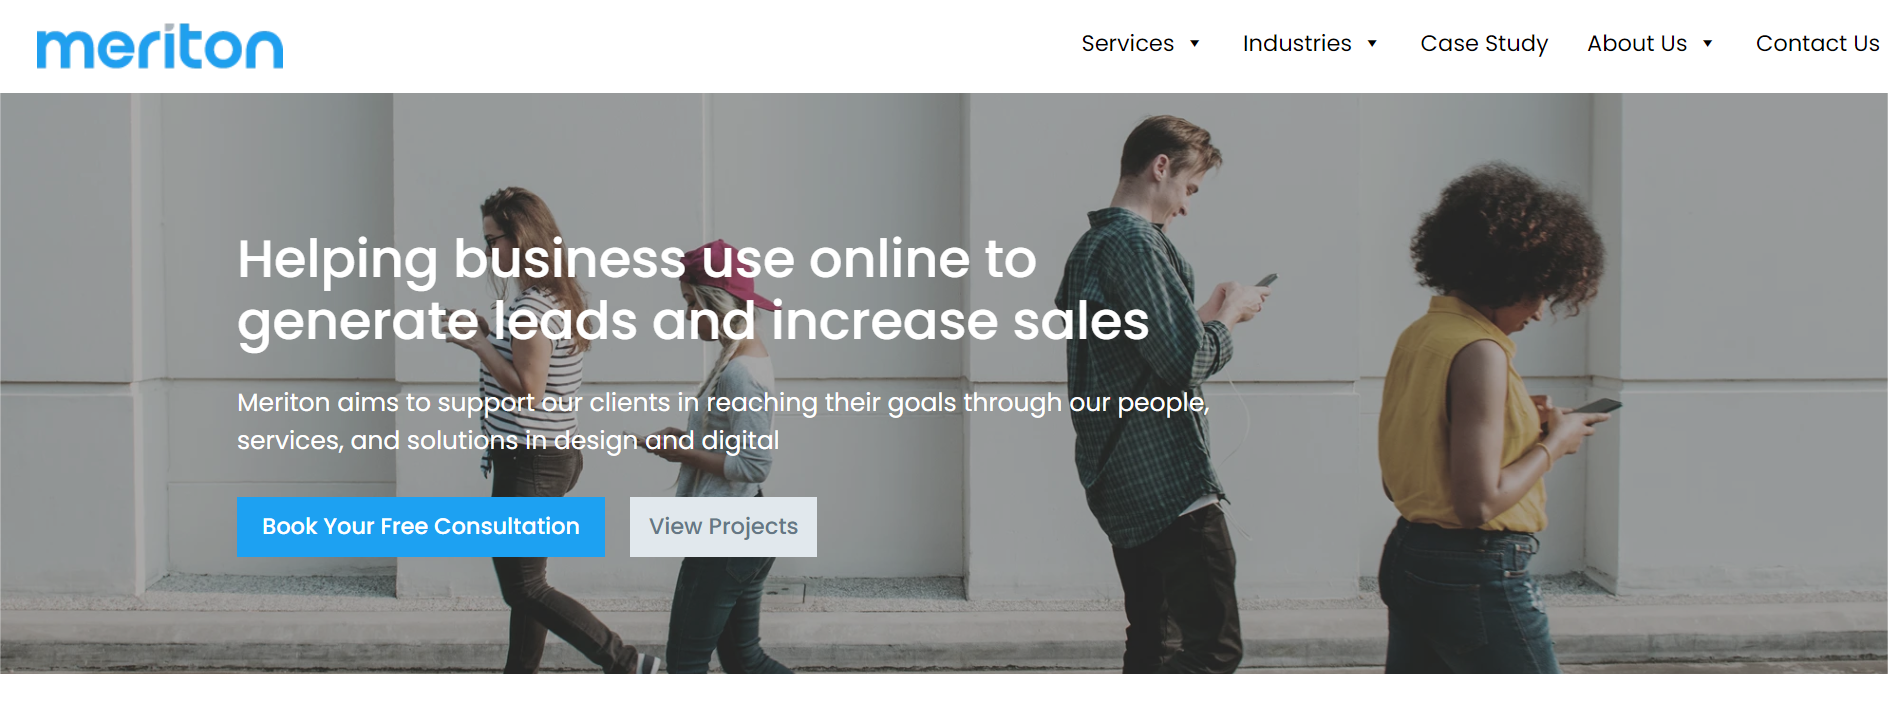 meriton
Services
Industries
Case Study
About Us
Contact Us
Helping business use online to
generate leads and increase sales
Meriton aims to support our clients in reaching their goals through our people,
services, and solutions in design and digital
Book Your Free Consultation
View Projects